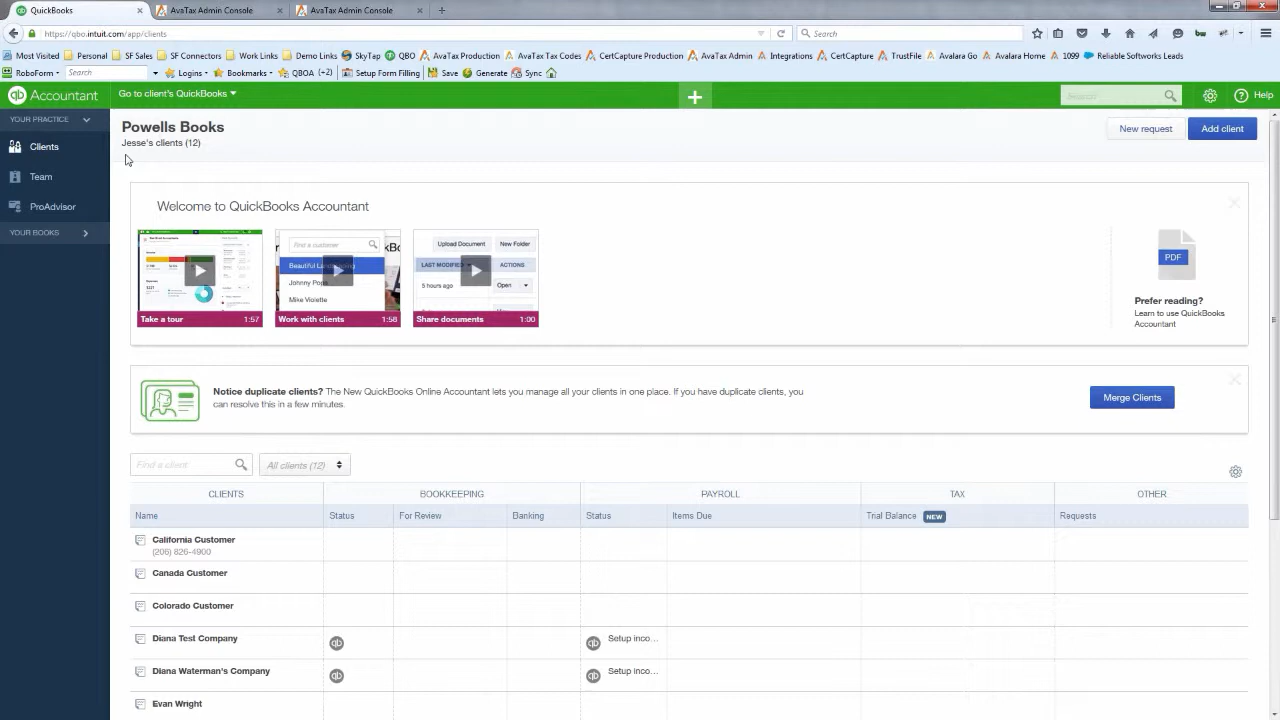 QuickBooks
AvaTax Admin Console
AvaTax Admin Console
https://qbo.intuit.com/app/clients
Search
Most Visited Personal SF Sales SF Connectors Work Links Demo Links SkyTap QBO AvaTax Production AvaTax Tax Codes CertCapture Production AvaTax Admin Integrations CertCapture TrustFile Avalara Go Avalara Home 1099 Reliable Softwork Leads
RoboForm Search Logins Bookmarks QBOA (+2) Setup Form Filling Save Generate Sync
qb Accountant
Go to client's QuickBooks
Search
Help
YOUR PRACTICE
Clients
Team
ProAdvisor
YOUR BOOKS
Powells Books
Jesse's clients (12)
New request
Add client
Welcome to QuickBooks Accountant
Take a tour 1:57
Find a customer
Johnny Pop
Mike Violette
Work with clients 1:58
Upload Document New Folder
LAST MODIFIED ACTIONS
5 hours ago Open
Share documents 1:00
PDF
Prefer reading?
Learn to use QuickBooks
Accountant
Notice duplicate clients? The New QuickBooks Online Accountant lets you manage all your clients in one place. If you have duplicate clients, you
can resolve this in a few minutes.
Merge Clients
Find a client
All clients (12)
CLIENTS BOOKKEEPING PAYROLL TAX OTHER
Name Status For Review Banking Status Items Due Trial Balance NEW Requests
California Customer
(206) 826-4900
Canada Customer
Colorado Customer
Diana Test Company qb qb Setup inco...
Diana Waterman's Company qb qb Setup inco...
Evan Wright